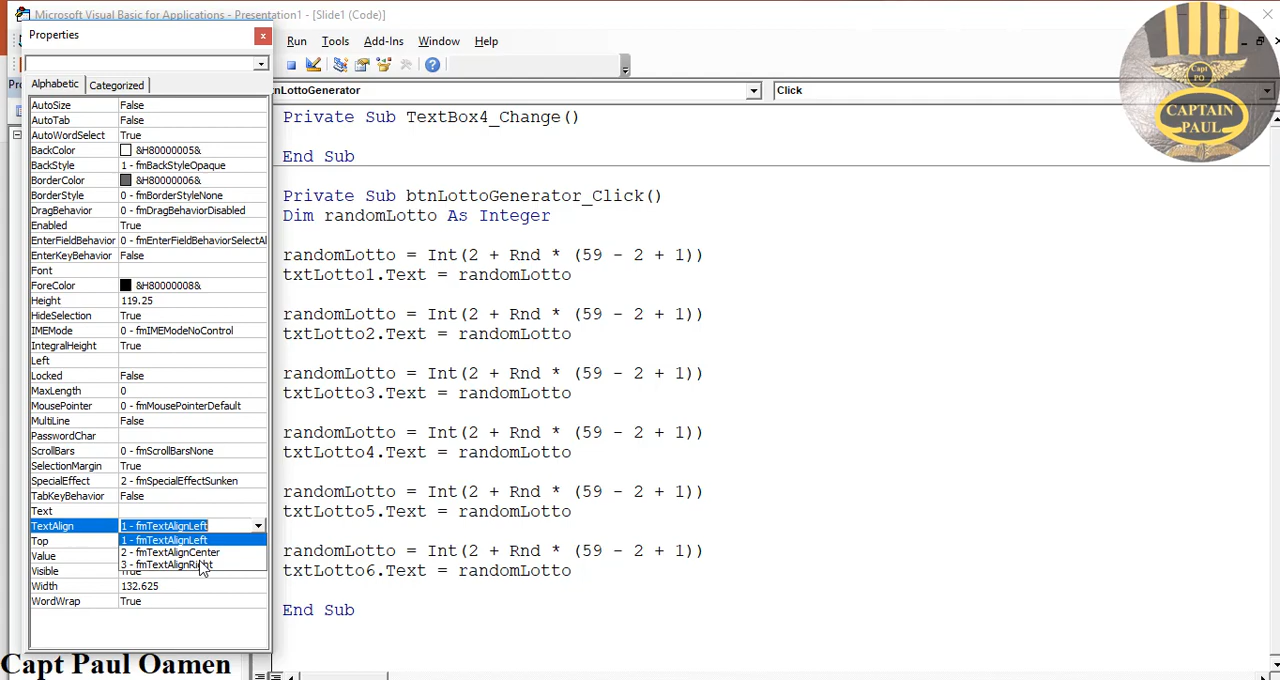 Microsoft Visual Basic for Applications - Presentation1 - [Slide1 (Code)]
Properties
Run Tools Add-Ins Window Help
Alphabetic Categorized
nLottoGenerator Click
AutoSize False
AutoTab False
AutoWordSelect True
BackColor &H80000005&
BackStyle 1 - fmBackStyleOpaque
BorderColor &H80000006&
BorderStyle 0 - fmBorderStyleNone
DragBehavior 0 - fmDragBehaviorDisabled
Enabled True
EnterFieldBehavior 0 - fmEnterFieldBehaviorSelectAl
EnterKeyBehavior False
Font
ForeColor &H80000008&
Height 119.25
HideSelection True
IMEMode 0 - fmIMEModeNoControl
IntegralHeight True
Left
Locked False
MaxLength 0
MousePointer 0 - fmMousePointerDefault
MultiLine False
PasswordChar
ScrollBars 0 - fmScrollBarsNone
SelectionMargin True
SpecialEffect 2 - fmSpecialEffectSunken
TabKeyBehavior False
Text
TextAlign 1 - fmTextAlignLeft
1 - fmTextAlignLeft
2 - fmTextAlignCenter
3 - fmTextAlignRight
Top
Value
Visible True
Width 132.625
WordWrap True
Private Sub TextBox4_Change()
End Sub
Private Sub btnLottoGenerator_Click()
Dim randomLotto As Integer
randomLotto = Int(2 + Rnd * (59 - 2 + 1))
txtLotto1.Text = randomLotto
randomLotto = Int(2 + Rnd * (59 - 2 + 1))
txtLotto2.Text = randomLotto
randomLotto = Int(2 + Rnd * (59 - 2 + 1))
txtLotto3.Text = randomLotto
randomLotto = Int(2 + Rnd * (59 - 2 + 1))
txtLotto4.Text = randomLotto
randomLotto = Int(2 + Rnd * (59 - 2 + 1))
txtLotto5.Text = randomLotto
randomLotto = Int(2 + Rnd * (59 - 2 + 1))
txtLotto6.Text = randomLotto
End Sub
Capt
PO
CAPTAIN
PAUL
Capt Paul Oamen